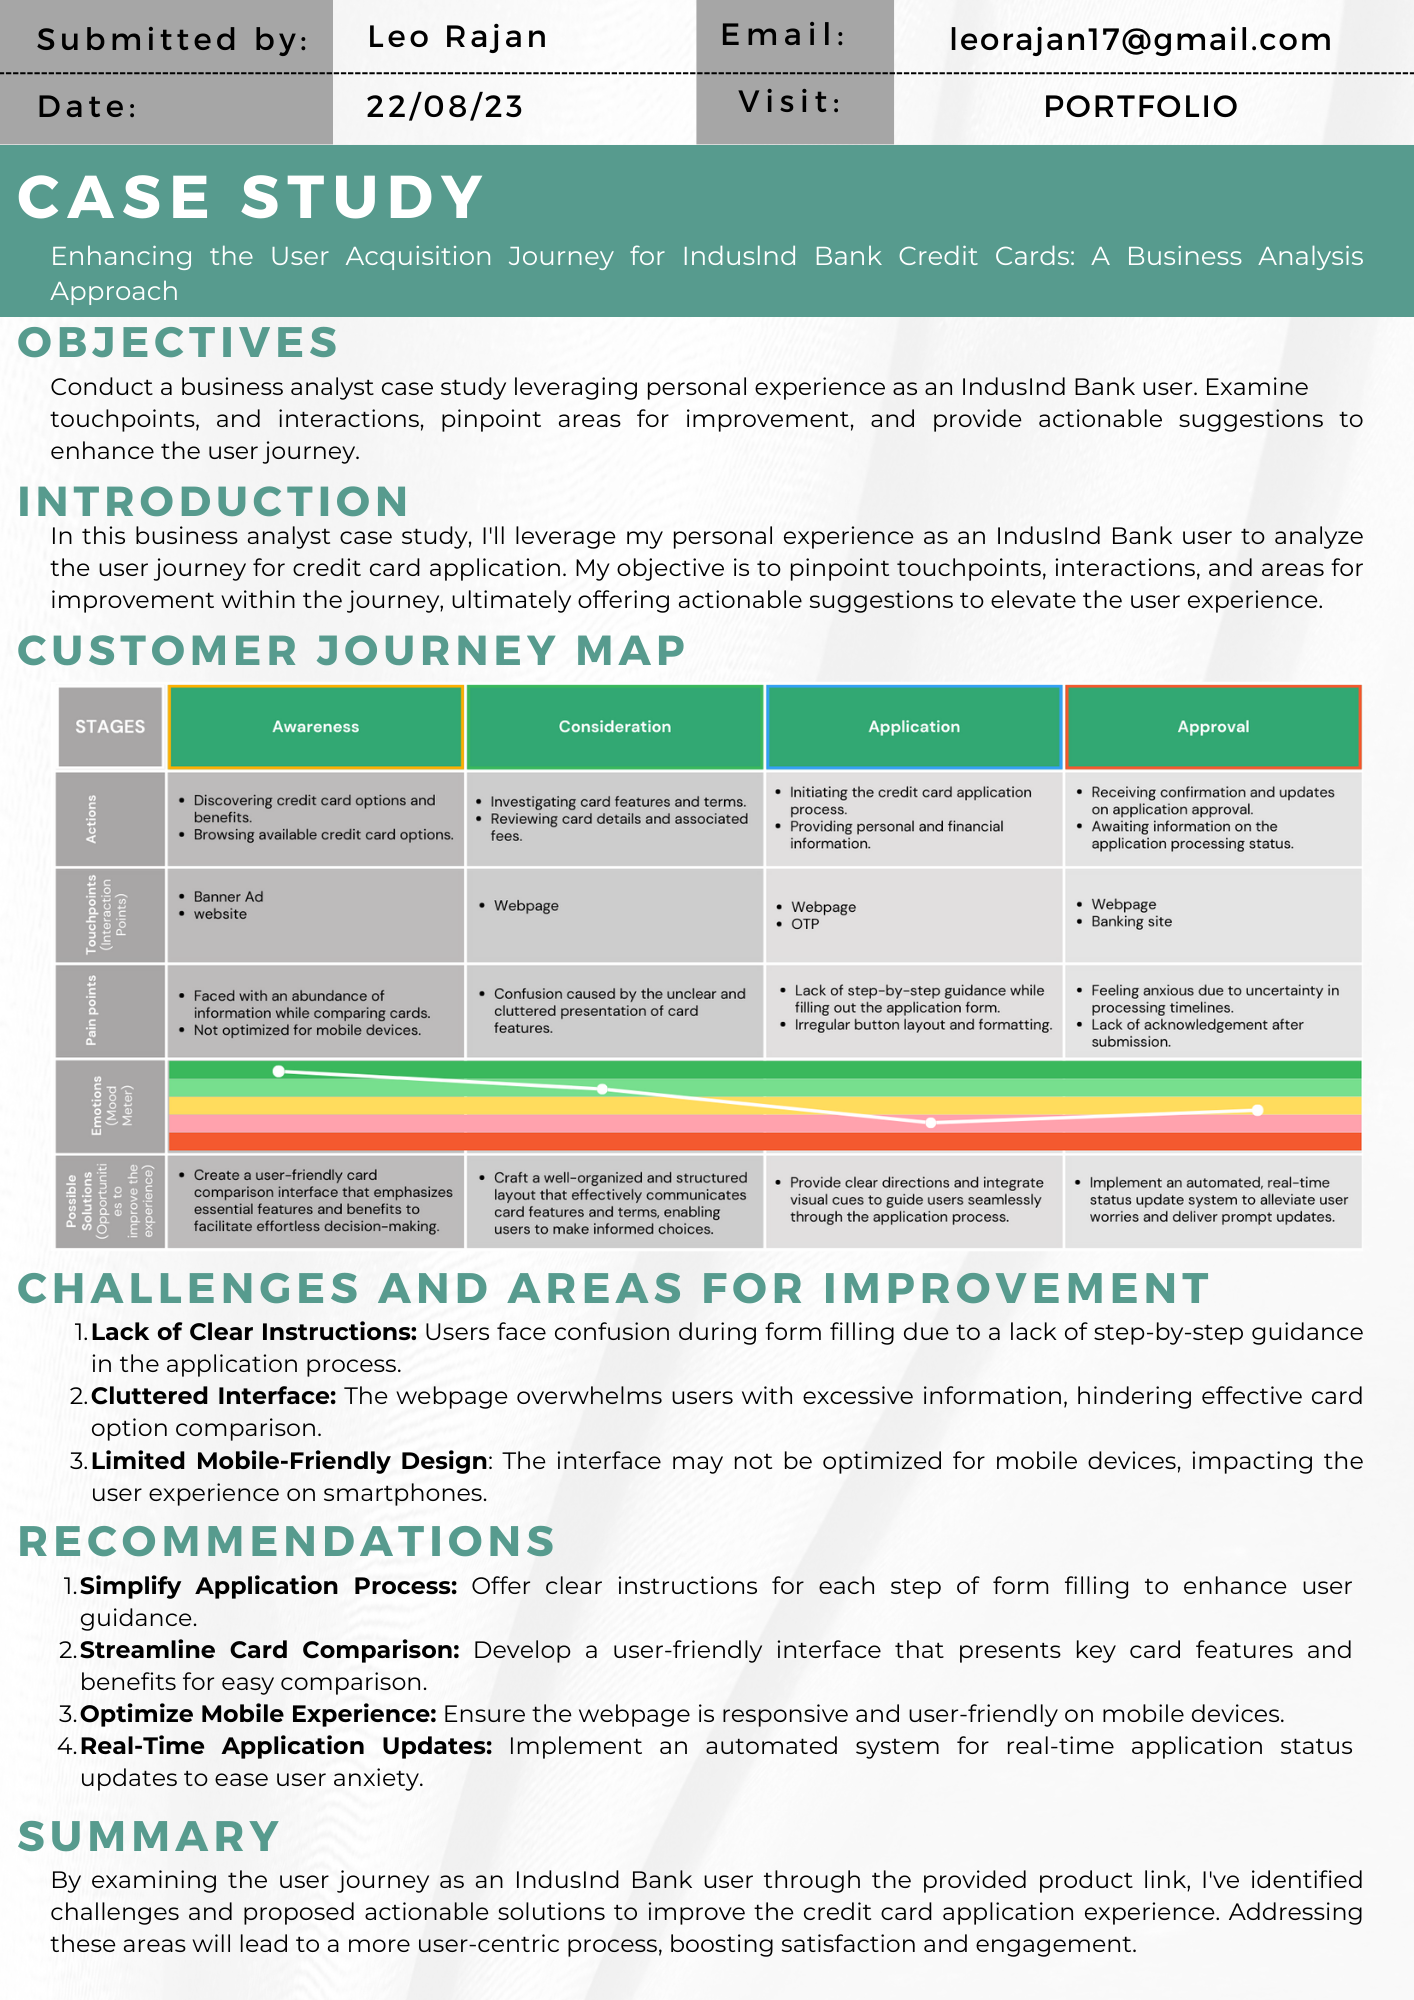 Submitted by:
Leo Rajan
Email:
leorajan17@gmail.com
Date:
22/08/23
Visit:
PORTFOLIO
CASE STUDY
Enhancing the User Acquisition Journey for Induslnd Bank Credit Cards: A Business Analysis
Approach
OBJECTIVES
Conduct a business analyst case study leveraging personal experience as an IndusInd Bank user. Examine
touchpoints, and interactions, pinpoint areas for improvement, and provide actionable suggestions to
enhance the user journey.
INTRODUCTION
In this business analyst case study, I'll leverage my personal experience as an IndusInd Bank user to analyze
the user journey for credit card application. My objective is to pinpoint touchpoints, interactions, and areas for
improvement within the journey, ultimately offering actionable suggestions to elevate the user experience.
CUSTOMER JOURNEY MAP
STAGES
Awareness
Consideration
Application
Approval
Actions
• Discovering credit card options and
benefits.
• Browsing available credit card options.
• Investigating card features and terms.
• Reviewing card details and associated
fees.
• Initiating the credit card application
process.
• Providing personal and financial
information.
• Receiving confirmation and updates
on application approval.
• Awaiting information on the
application processing status.
Touchpoints
(Interaction
Points)
• Banner Ad
• website
• Webpage
• Webpage
• OTP
• Webpage
• Banking site
Pain points
• Faced with an abundance of
information while comparing cards.
• Not optimized for mobile devices.
• Confusion caused by the unclear and
cluttered presentation of card
features.
• Lack of step-by-step guidance while
filling out the application form.
• Irregular button layout and formatting.
• Feeling anxious due to uncertainty in
processing timelines.
• Lack of acknowledgement after
submission.
Emotions
(Mood
Meter)
Possible
Solutions
(Opportuniti
es to
improve the
experience)
• Create a user-friendly card
comparison interface that emphasizes
essential features and benefits to
facilitate effortless decision-making.
• Craft a well-organized and structured
layout that effectively communicates
card features and terms, enabling
users to make informed choices.
• Provide clear directions and integrate
visual cues to guide users seamlessly
through the application process.
• Implement an automated, real-time
status update system to alleviate user
worries and deliver prompt updates.
CHALLENGES AND AREAS FOR IMPROVEMENT
1. Lack of Clear Instructions: Users face confusion during form filling due to a lack of step-by-step guidance
in the application process.
2. Cluttered Interface: The webpage overwhelms users with excessive information, hindering effective card
option comparison.
3. Limited Mobile-Friendly Design: The interface may not be optimized for mobile devices, impacting the
user experience on smartphones.
RECOMMENDATIONS
1. Simplify Application Process: Offer clear instructions for each step of form filling to enhance user
guidance.
2. Streamline Card Comparison: Develop a user-friendly interface that presents key card features and
benefits for easy comparison.
3. Optimize Mobile Experience: Ensure the webpage is responsive and user-friendly on mobile devices.
4. Real-Time Application Updates: Implement an automated system for real-time application status
updates to ease user anxiety.
SUMMARY
By examining the user journey as an IndusInd Bank user through the provided product link, I've identified
challenges and proposed actionable solutions to improve the credit card application experience. Addressing
these areas will lead to a more user-centric process, boosting satisfaction and engagement.